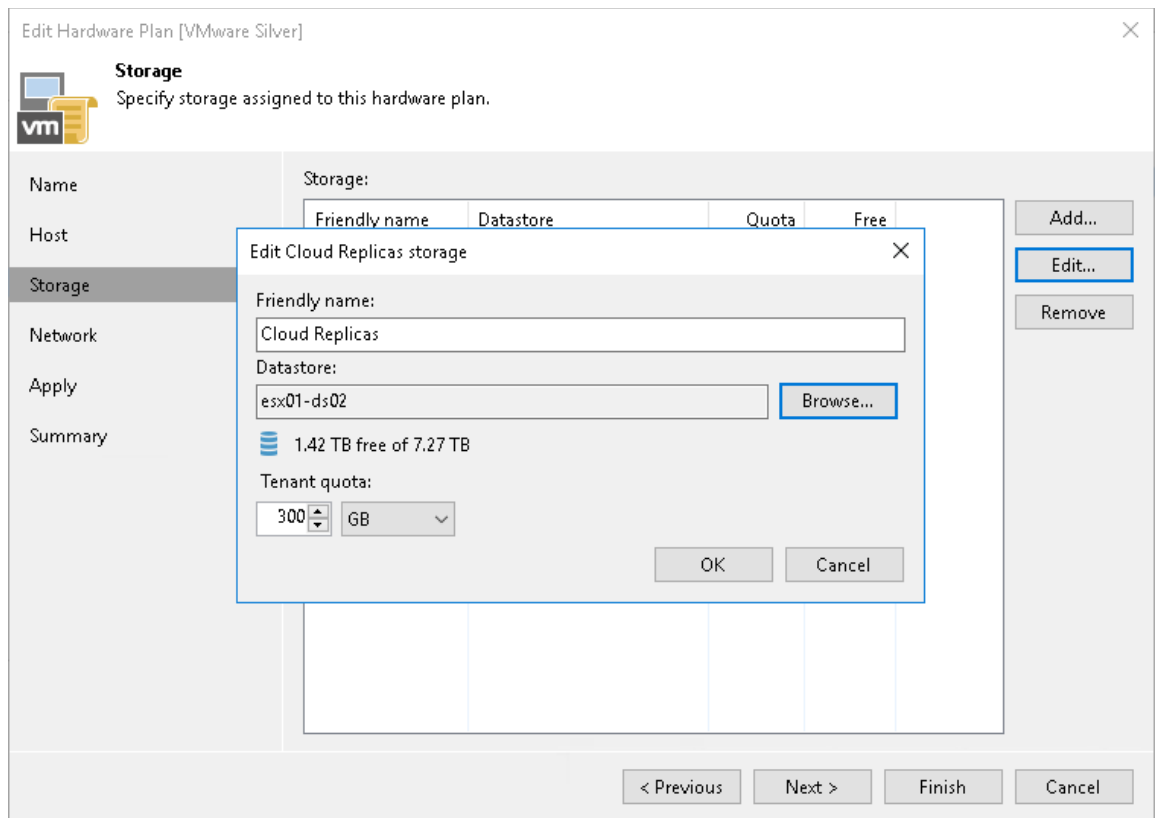 Edit Hardware Plan [VMware Silver]
Storage
Specify storage assigned to this hardware plan.
vm
Name
Host
Storage
Network
Apply
Summary
Storage:
Friendly name Datastore Quota Free
Add...
Edit...
Remove
Edit Cloud Replicas storage
Friendly name:
Cloud Replicas
Datastore:
esx01-ds02
Browse...
1.42 TB free of 7.27 TB
Tenant quota:
300 GB
OK Cancel
< Previous Next > Finish Cancel